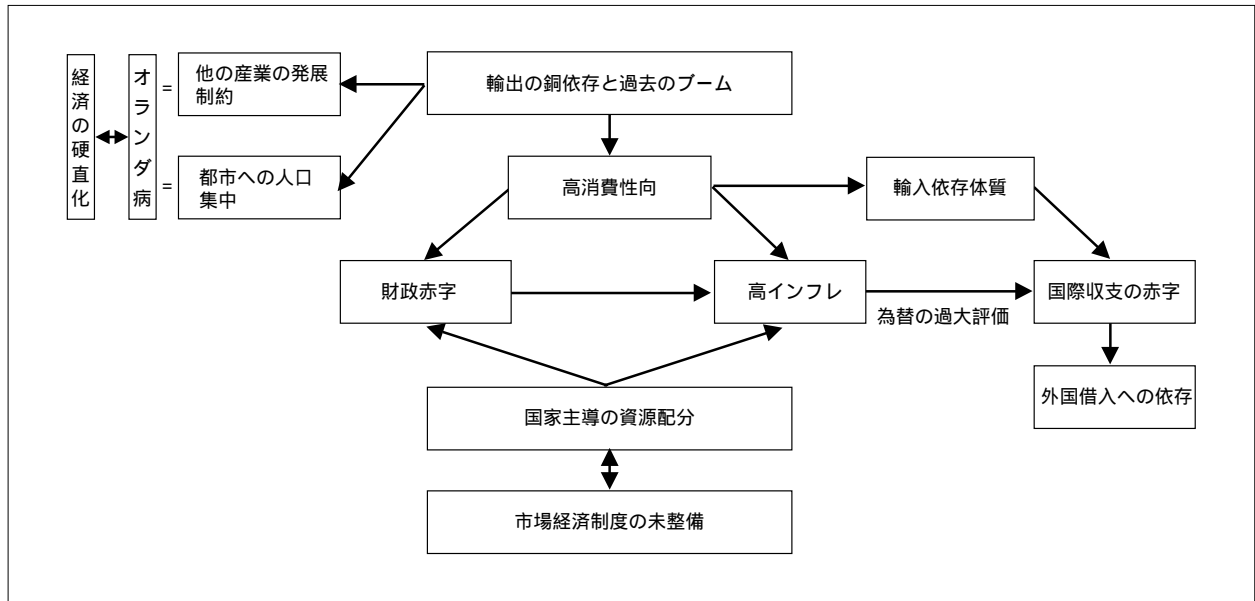 経済の硬直化
オランダ病
=
他の産業の発展
制約
=
都市への人口
集中
輸出の銅依存と過去のブーム
高消費性向
輸入依存体質
財政赤字
高インフレ
為替の過大評価
国際収支の赤字
外国借入への依存
国家主導の資源配分
市場経済制度の未整備